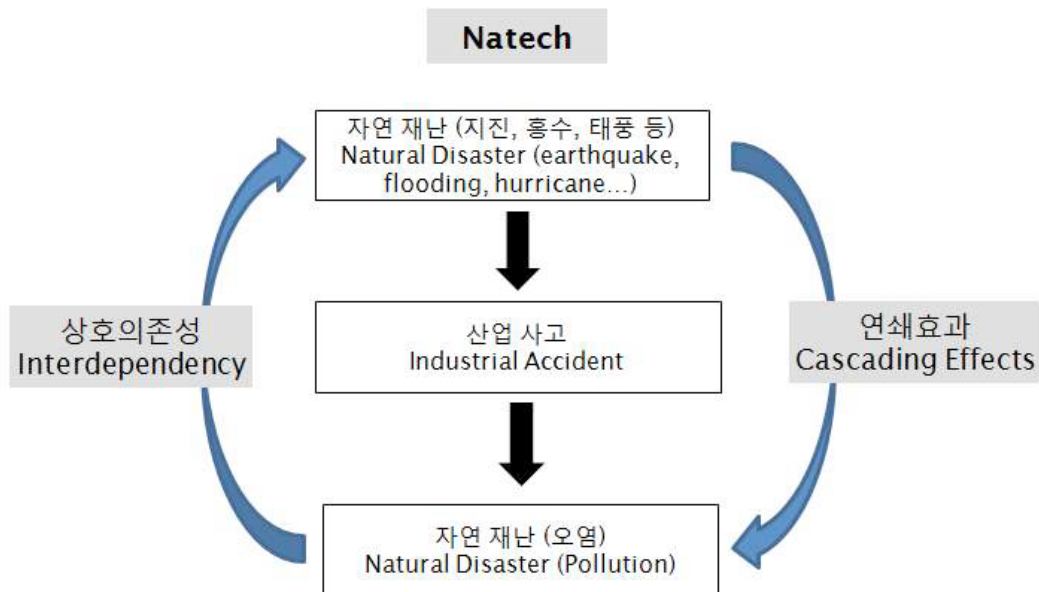 Natech
자연 재난 (지진, 홍수, 태풍 등)
Natural Disaster (earthquake,
flooding, hurricane...)
상호의존성
Interdependency
산업 사고
Industrial Accident
연쇄효과
Cascading Effects
자연 재난 (오염)
Natural Disaster (Pollution)